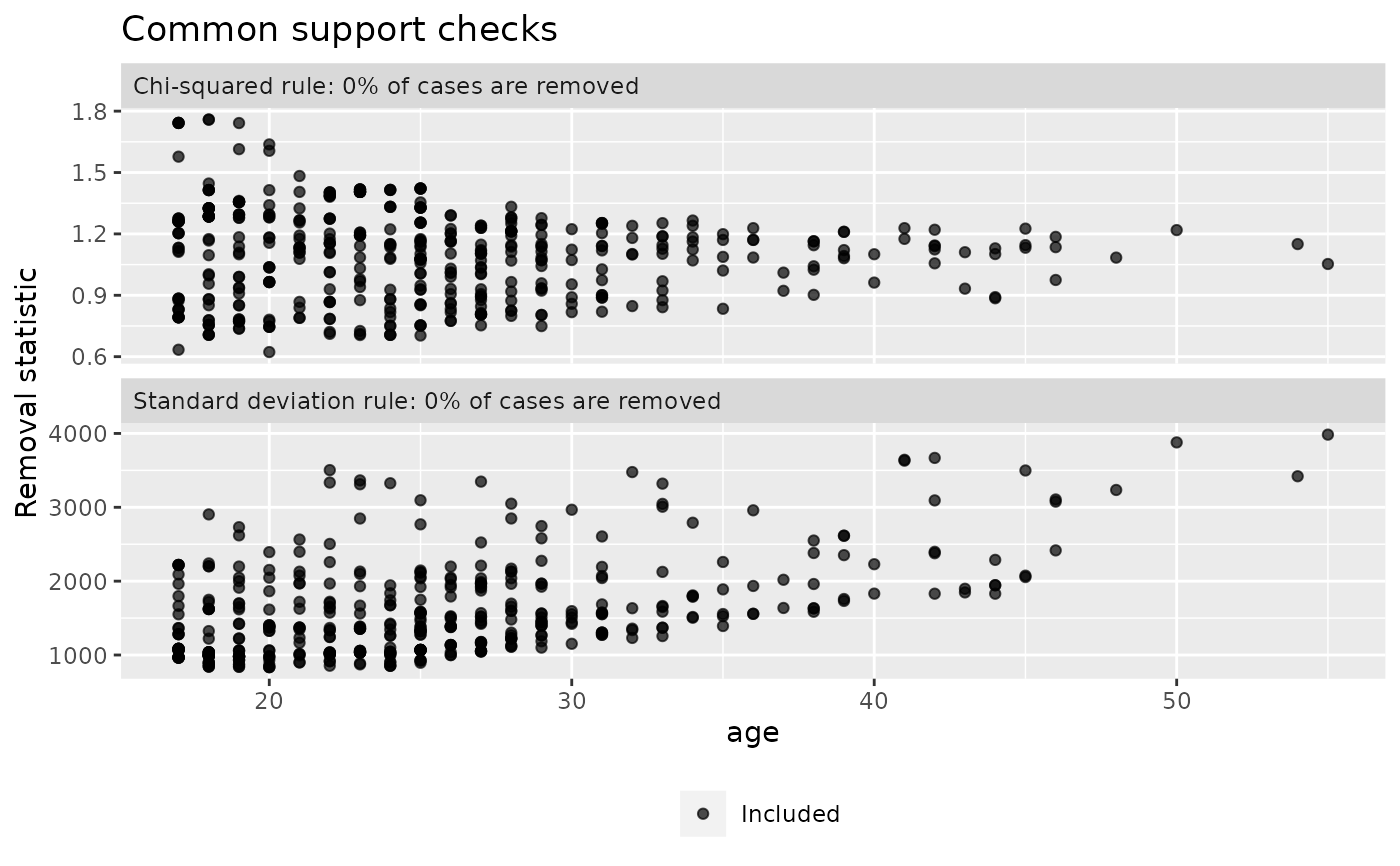 Common support checks
Chi-squared rule: 0% of cases are removed
1.8
1.5
1.2
0.9
0.6
Removal statistic
Standard deviation rule: 0% of cases are removed
4000
3000
2000
1000
20 30 40 50
age
Included